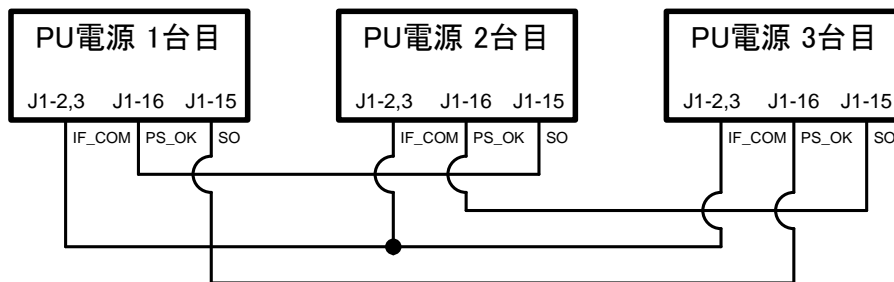 PU電源 1台目 PU電源 2台目 PU電源 3台目
J1-2,3 J1-16 J1-15 J1-2,3 J1-16 J1-15 J1-2,3 J1-16 J1-15
IF_COM PS_OK SO IF_COM PS_OK SO IF_COM PS_OK SO